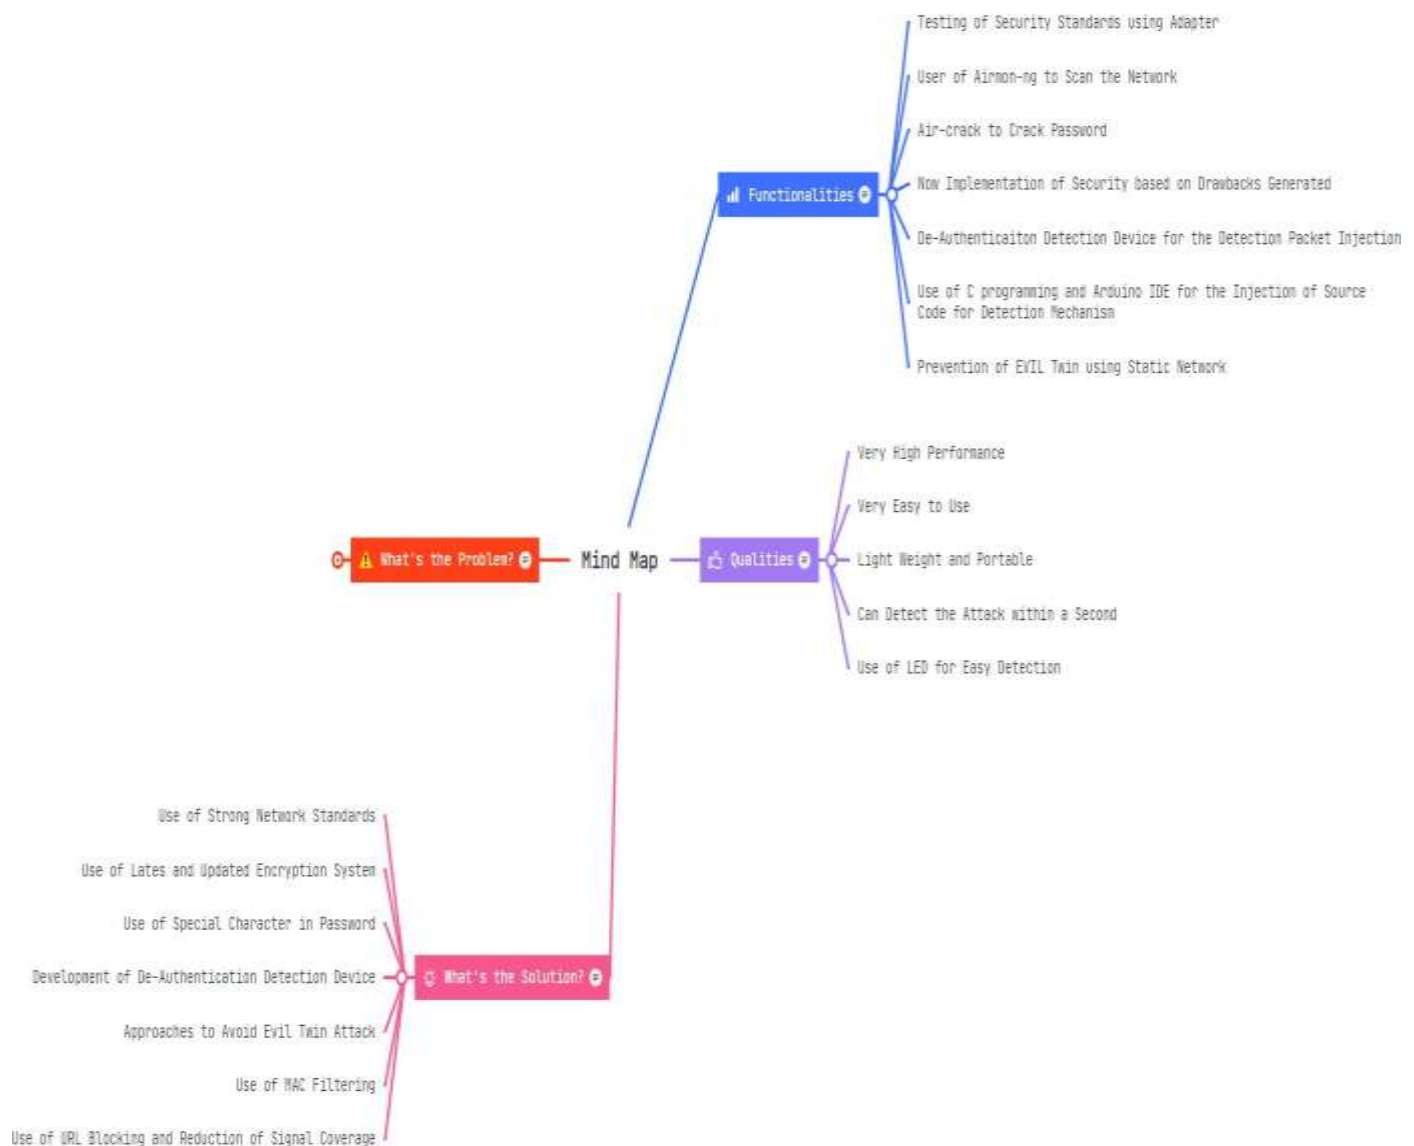 Testing of Security Standards using Adapter
User of Airmon-ng to Scan the Network
Air-crack to Crack Password
Now Implementation of Security based on Drawbacks Generated
Functionalities
De-Authenticaiton Detection Device for the Detection Packet Injection
Use of C programming and Arduino IDE for the Injection of Source
Code for Detection Mechanism
Prevention of EVIL Twin using Static Network
Very High Performance
Very Easy to Use
What's the Problem?
Mind Map
Qualities
Light Weight and Portable
Can Detect the Attack within a Second
Use of LED for Easy Detection
Use of Strong Network Standards
Use of Lates and Updated Encryption System
Use of Special Character in Password
Development of De-Authentication Detection Device
What's the Solution?
Approaches to Avoid Evil Twin Attack
Use of MAC Filtering
Use of URL Blocking and Reduction of Signal Coverage